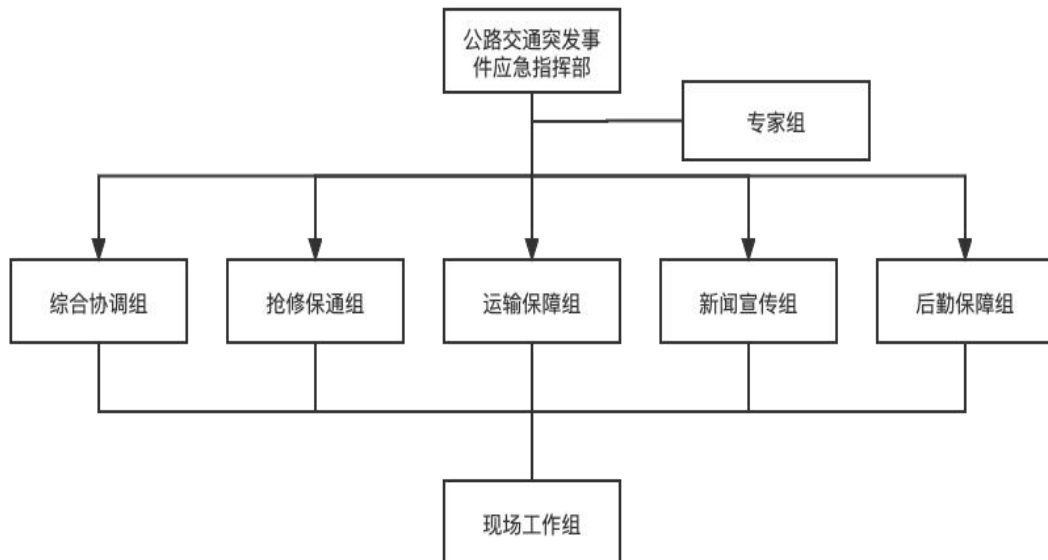 公路交通突发事
件应急指挥部
专家组
综合协调组
抢修保通组
运输保障组
新闻宣传组
后勤保障组
现场工作组